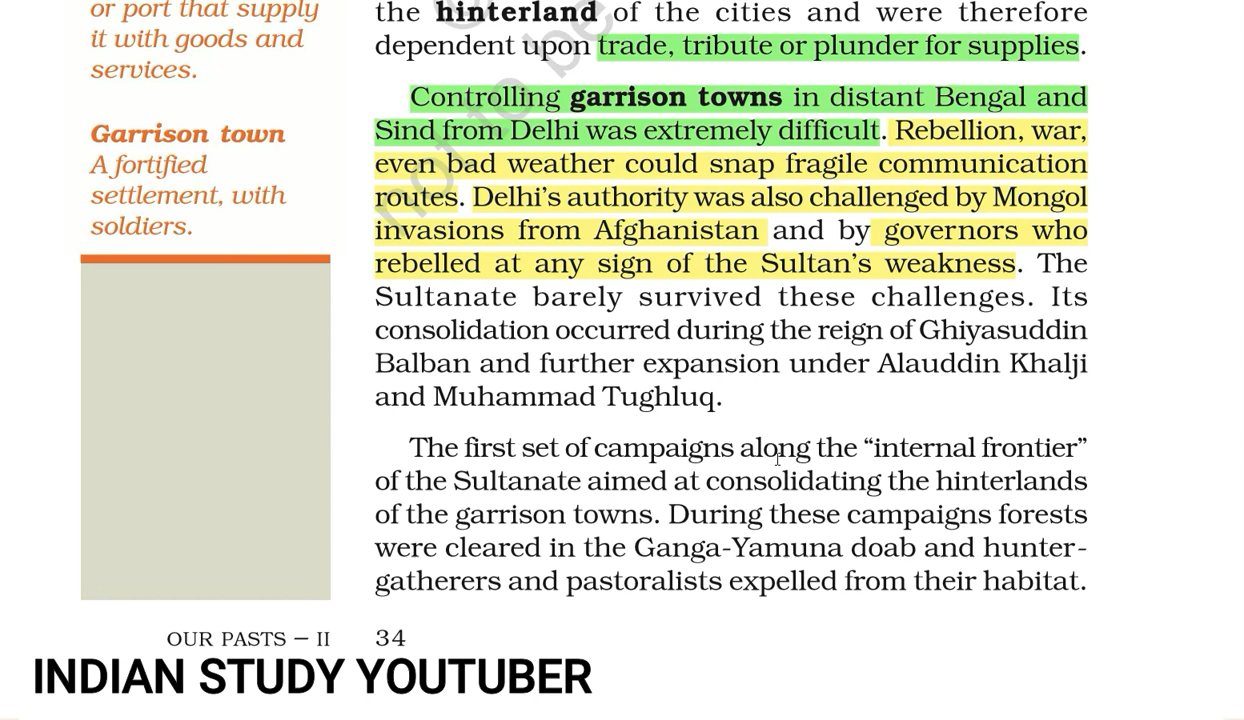 or port that supply
it with goods and
services.
Garrison town
A fortified
settlement, with
soldiers.
the hinterland of the cities and were therefore
dependent upon trade, tribute or plunder for supplies.
Controlling garrison towns in distant Bengal and
Sind from Delhi was extremely difficult. Rebellion, war,
even bad weather could snap fragile communication
routes. Delhi’s authority was also challenged by Mongol
invasions from Afghanistan and by governors who
rebelled at any sign of the Sultan’s weakness. The
Sultanate barely survived these challenges. Its
consolidation occurred during the reign of Ghiyasuddin
Balban and further expansion under Alauddin Khalji
and Muhammad Tughluq.
The first set of campaigns along the “internal frontier”
of the Sultanate aimed at consolidating the hinterlands
of the garrison towns. During these campaigns forests
were cleared in the Ganga-Yamuna doab and hunter-
gatherers and pastoralists expelled from their habitat.
OUR PASTS – II 34
INDIAN STUDY YOUTUBER
not to be